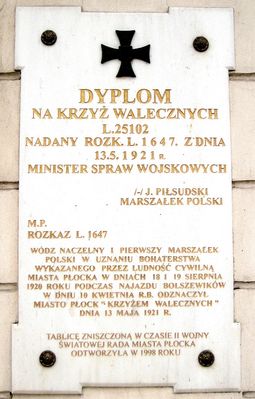 DYPLOM
NA KRZYŻ WALECZNYCH
L.25102
NADANY ROZK. L. 1647. Z DNIA
13.5.1921 R.
MINISTER SPRAW WOJSKOWYCH
/-/ J. PIŁSUDSKI
MARSZAŁEK POLSKI
M.P.
ROZKAZ L. 1647
WÓDZ NACZELNY I PIERWSZY MARSZAŁEK
POLSKI W UZNANIU BOHATERSTWA
WYKAZANEGO PRZEZ LUDNOŚĆ CYWILNĄ
MIASTA PŁOCKA W DNIACH 18 I 19 SIERPNIA
1920 ROKU PODCZAS NAJAZDU BOLSZEWIKÓW
W DNIU 10 KWIETNIA R.B. ODZNACZYŁ
MIASTO PŁOCK "KRZYŻEM WALECZNYCH"
DNIA 13 MAJA 1921 R.
TABLICĘ ZNISZCZONĄ W CZASIE II WOJNY
ŚWIATOWEJ RADA MIASTA PŁOCKA
ODTWORZYŁA W 1998 ROKU